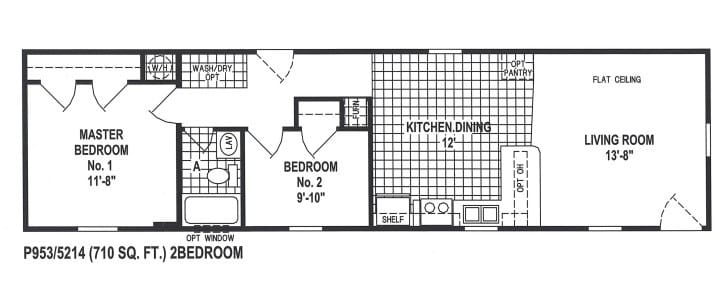 W/H
WASH/DRY
OPT
OPT
PANTRY
FLAT CEILING
FURN
MASTER
BEDROOM
No. 1
11'-8"
A
LAV
BEDROOM
No. 2
9'-10"
KITCHEN.DINING
12'
LIVING ROOM
13'-8"
OPT OH
SHELF
OPT WINDOW
P953/5214 (710 SQ. FT.) 2BEDROOM